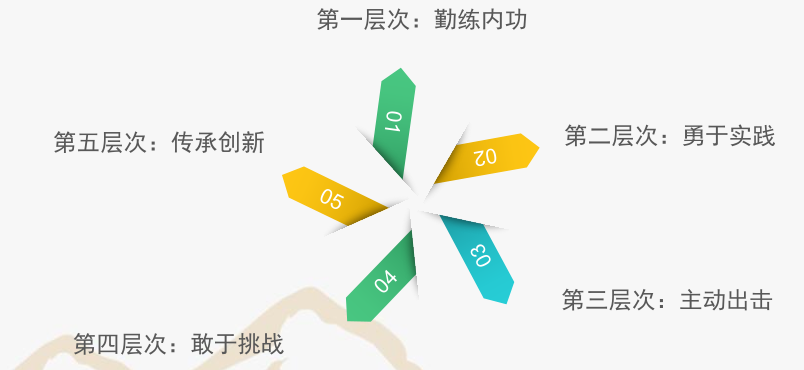 第一层次：勤练内功
01
第二层次：勇于实践
02
第三层次：主动出击
03
第四层次：敢于挑战
04
第五层次：传承创新
05